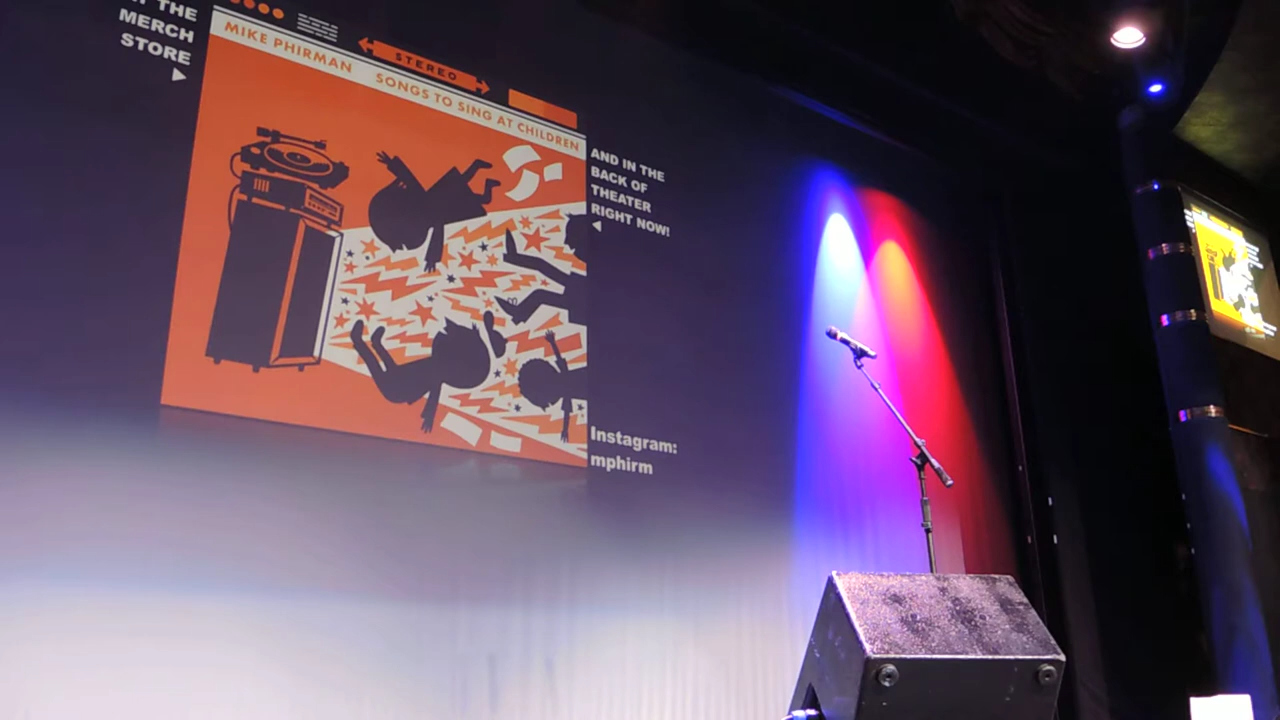 THE
MERCH
STORE
MIKE PHIRMAN SONGS TO SING AT CHILDREN
STEREO
AND IN THE
BACK OF
THEATER
RIGHT NOW!
Instagram:
mphirm